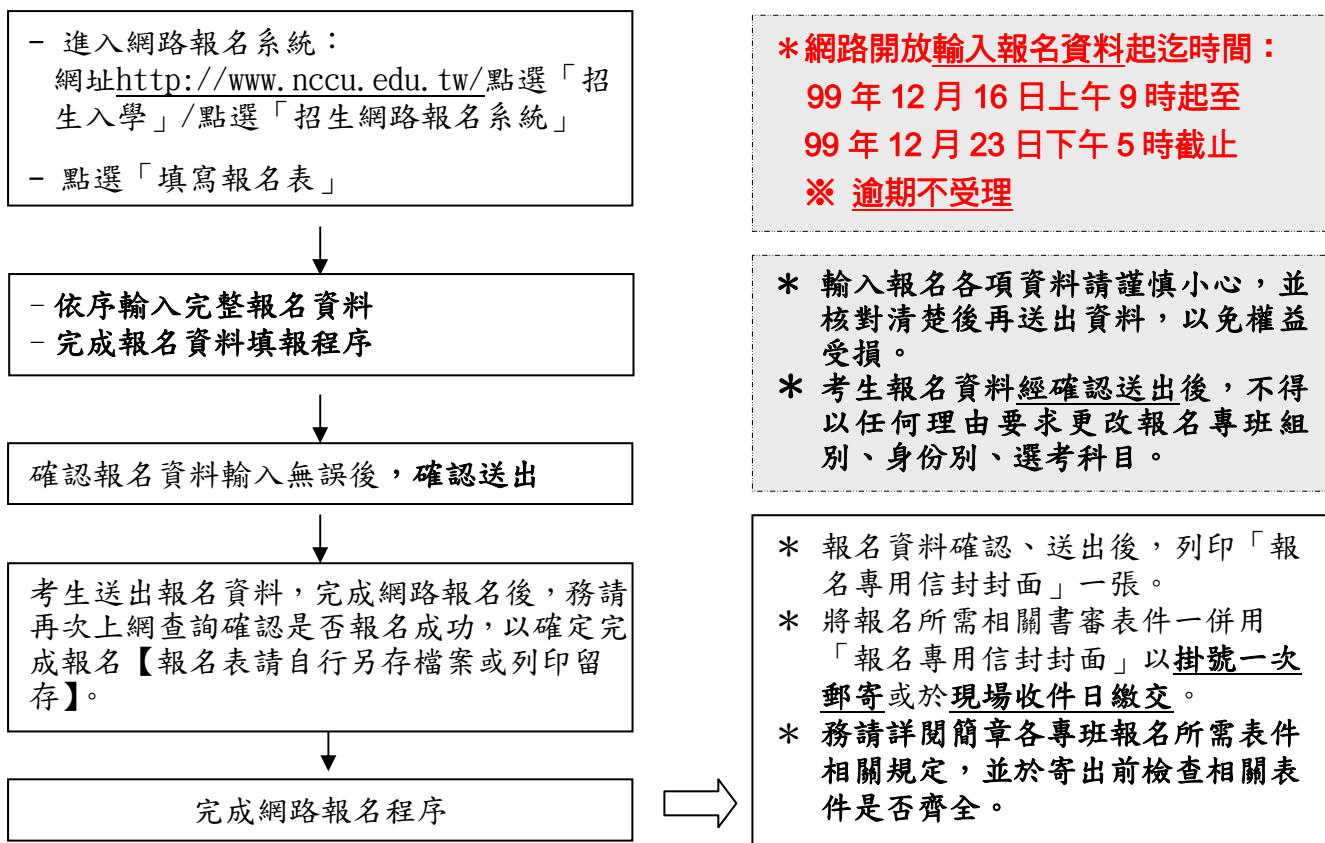 - 進入網路報名系統：
網址http://www.nccu.edu.tw/點選「招
生入學」/點選「招生網路報名系統」
- 點選「填寫報名表」
-依序輸入完整報名資料
-完成報名資料填報程序
確認報名資料輸入無誤後，確認送出
考生送出報名資料，完成網路報名後，務請
再次上網查詢確認是否報名成功，以確定完
成報名【報名表請自行另存檔案或列印留
存】。
完成網路報名程序
＊網路開放輸入報名資料起迄時間：
99 年 12 月 16 日上午 9 時起至
99 年 12 月 23 日下午 5 時截止
※ 逾期不受理
＊ 輸入報名各項資料請謹慎小心，並
核對清楚後再送出資料，以免權益
受損。
＊ 考生報名資料經確認送出後，不得
以任何理由要求更改報名專班組
別、身份別、選考科目。
＊ 報名資料確認、送出後，列印「報
名專用信封封面」一張。
＊ 將報名所需相關書審表件一併用
「報名專用信封封面」以掛號一次
郵寄或於現場收件日繳交。
＊ 務請詳閱簡章各專班報名所需表件
相關規定，並於寄出前檢查相關表
件是否齊全。